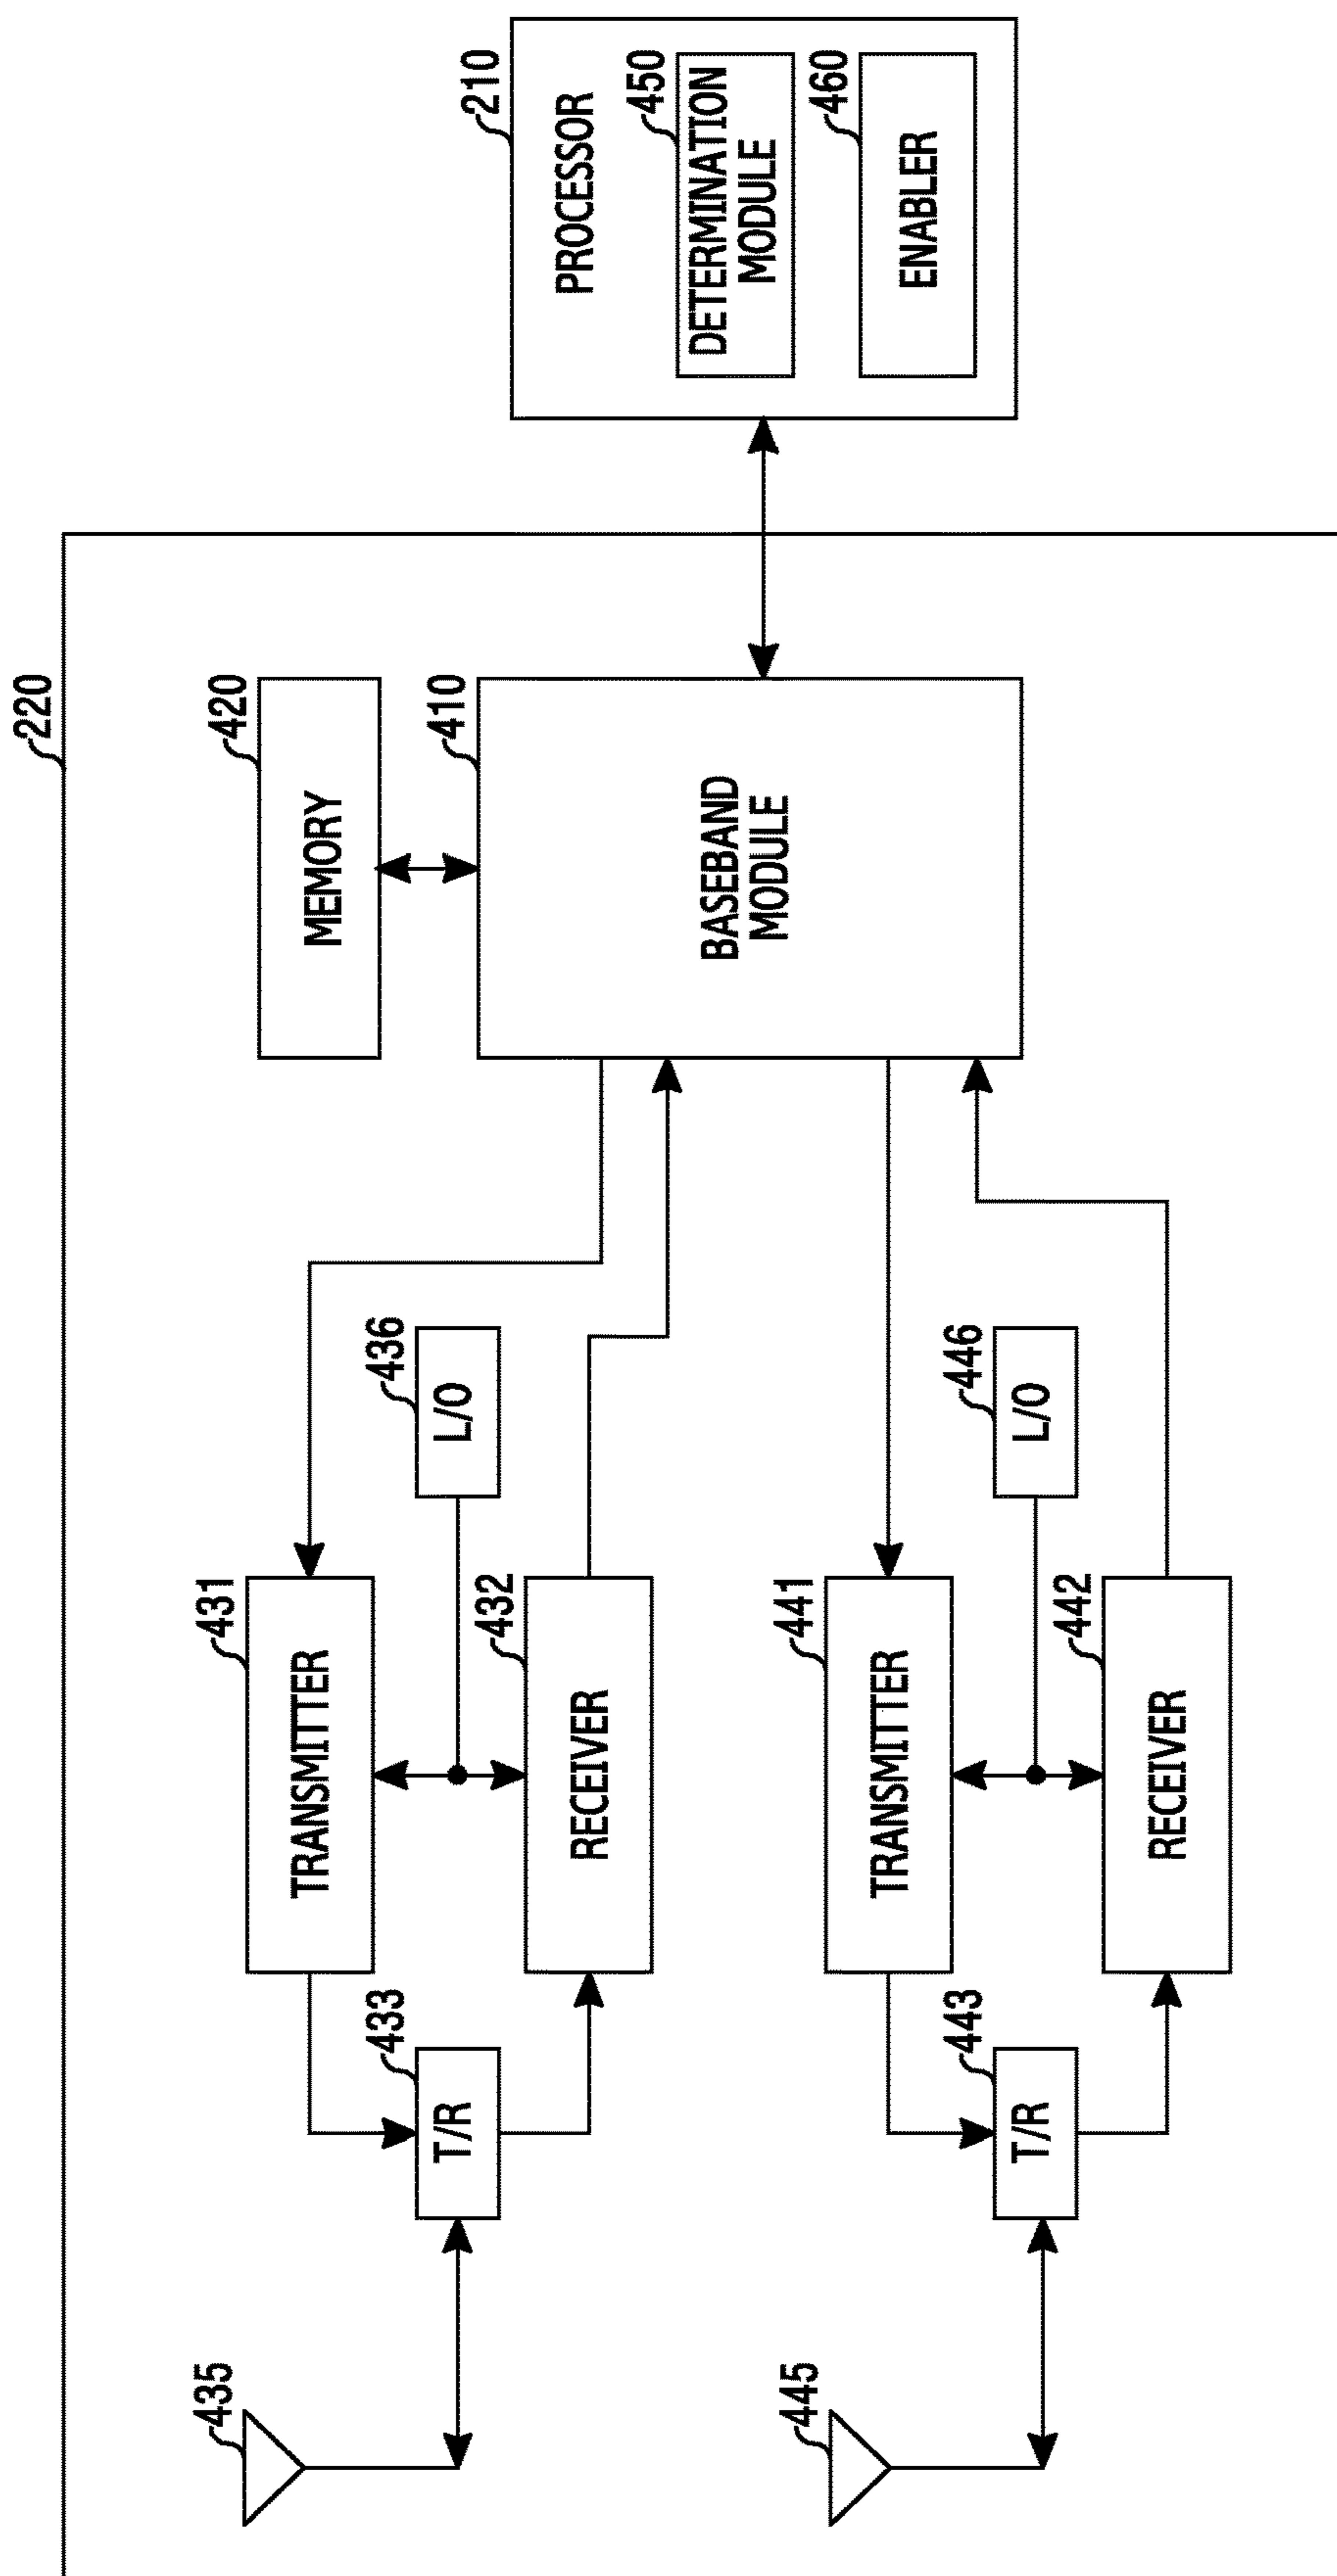 220
435
433
T/R
431
TRANSMITTER
436
L/O
432
RECEIVER
420
MEMORY
410
BASEBAND
MODULE
210
PROCESSOR
450
DETERMINATION
MODULE
460
ENABLER
445
443
T/R
441
TRANSMITTER
446
L/O
442
RECEIVER